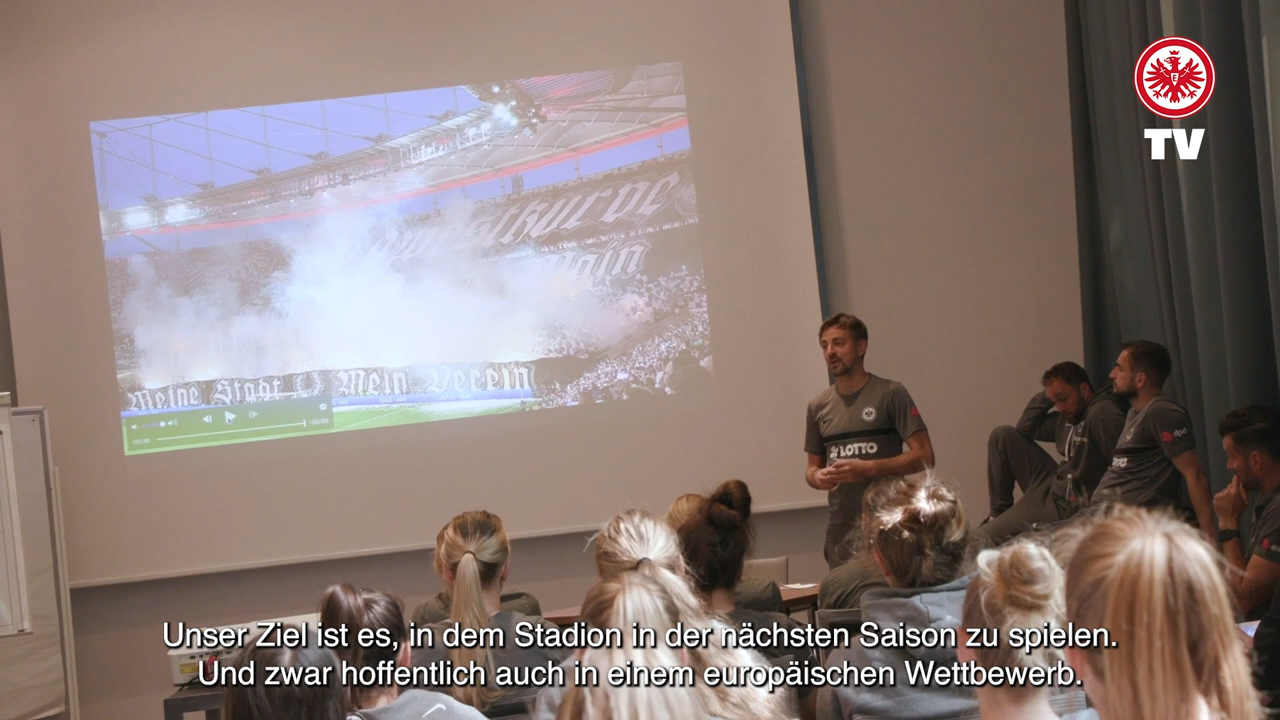 TV
Meine Stadt Mein Verein
LOTTO
dpd
Unser Ziel ist es, in dem Stadion in der nächsten Saison zu spielen.
Und zwar hoffentlich auch in einem europäischen Wettbewerb.